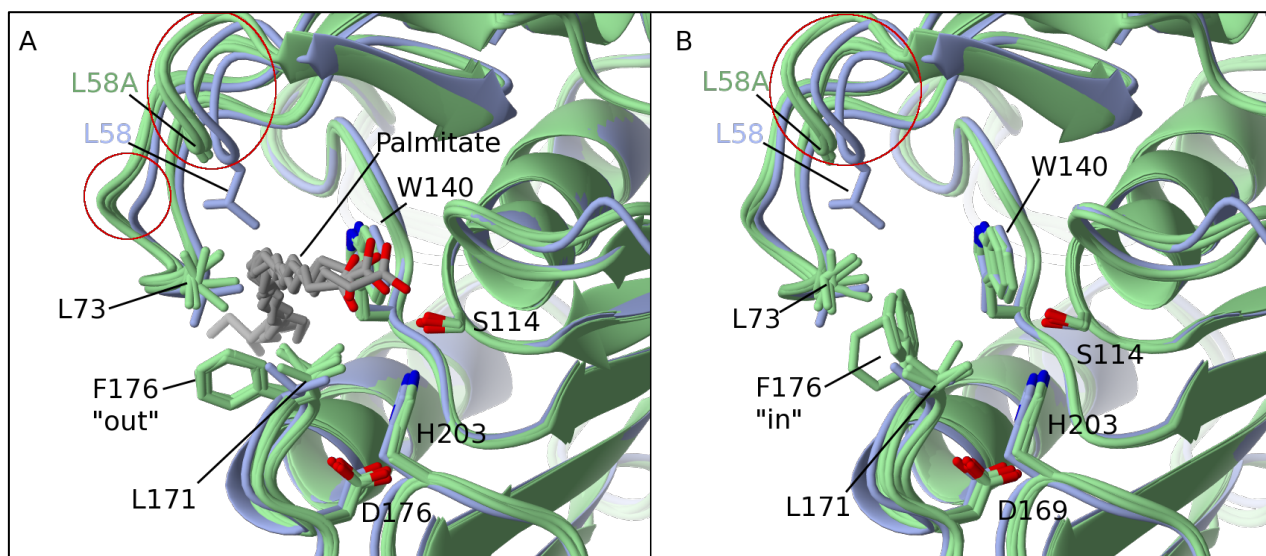 A
L58A
L58
Palmitate
W140
L73
S114
F176
"out"
H203
L171
D176
B
L58A
L58
W140
L73
S114
F176
"in"
H203
L171
D169